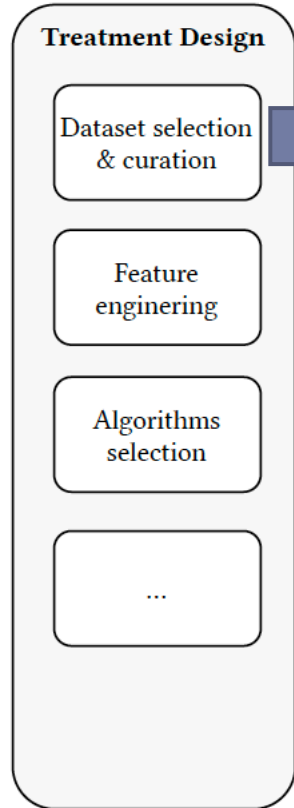 Treatment Design
Dataset selection
& curation
Feature
enginering
Algorithms
selection
...